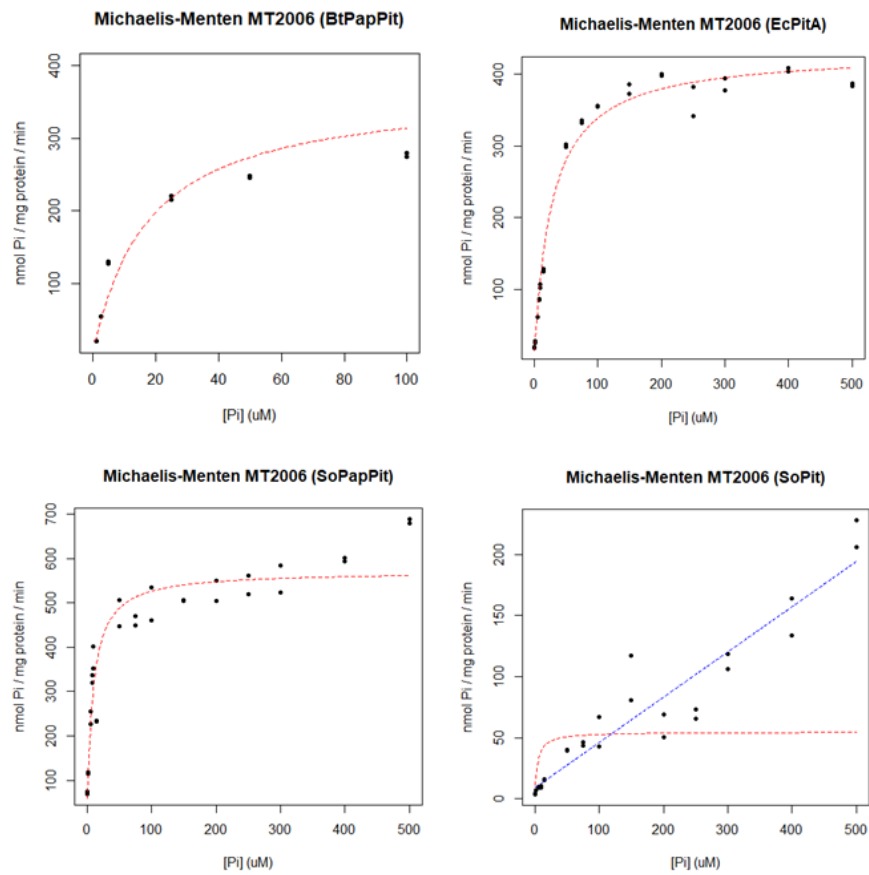 Michaelis-Menten MT2006 (BtPapPit)
nmol Pi / mg protein / min
100 200 300 400
0 20 40 60 80 100
[Pi] (uM)
Michaelis-Menten MT2006 (EcPitA)
nmol Pi / mg protein / min
100 200 300 400
0 100 200 300 400 500
[Pi] (uM)
Michaelis-Menten MT2006 (SoPapPit)
nmol Pi / mg protein / min
100 200 300 400 500 600 700
0 100 200 300 400 500
[Pi] (uM)
Michaelis-Menten MT2006 (SoPit)
nmol Pi / mg protein / min
0 50 100 150 200
0 100 200 300 400 500
[Pi] (uM)